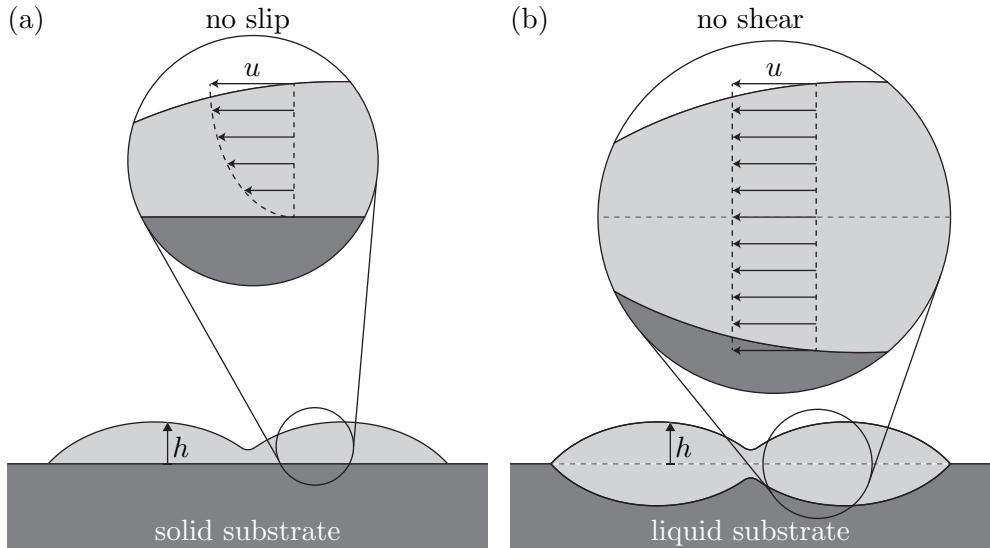 (a)
no slip
u
h
solid substrate
(b)
no shear
u
h
liquid substrate